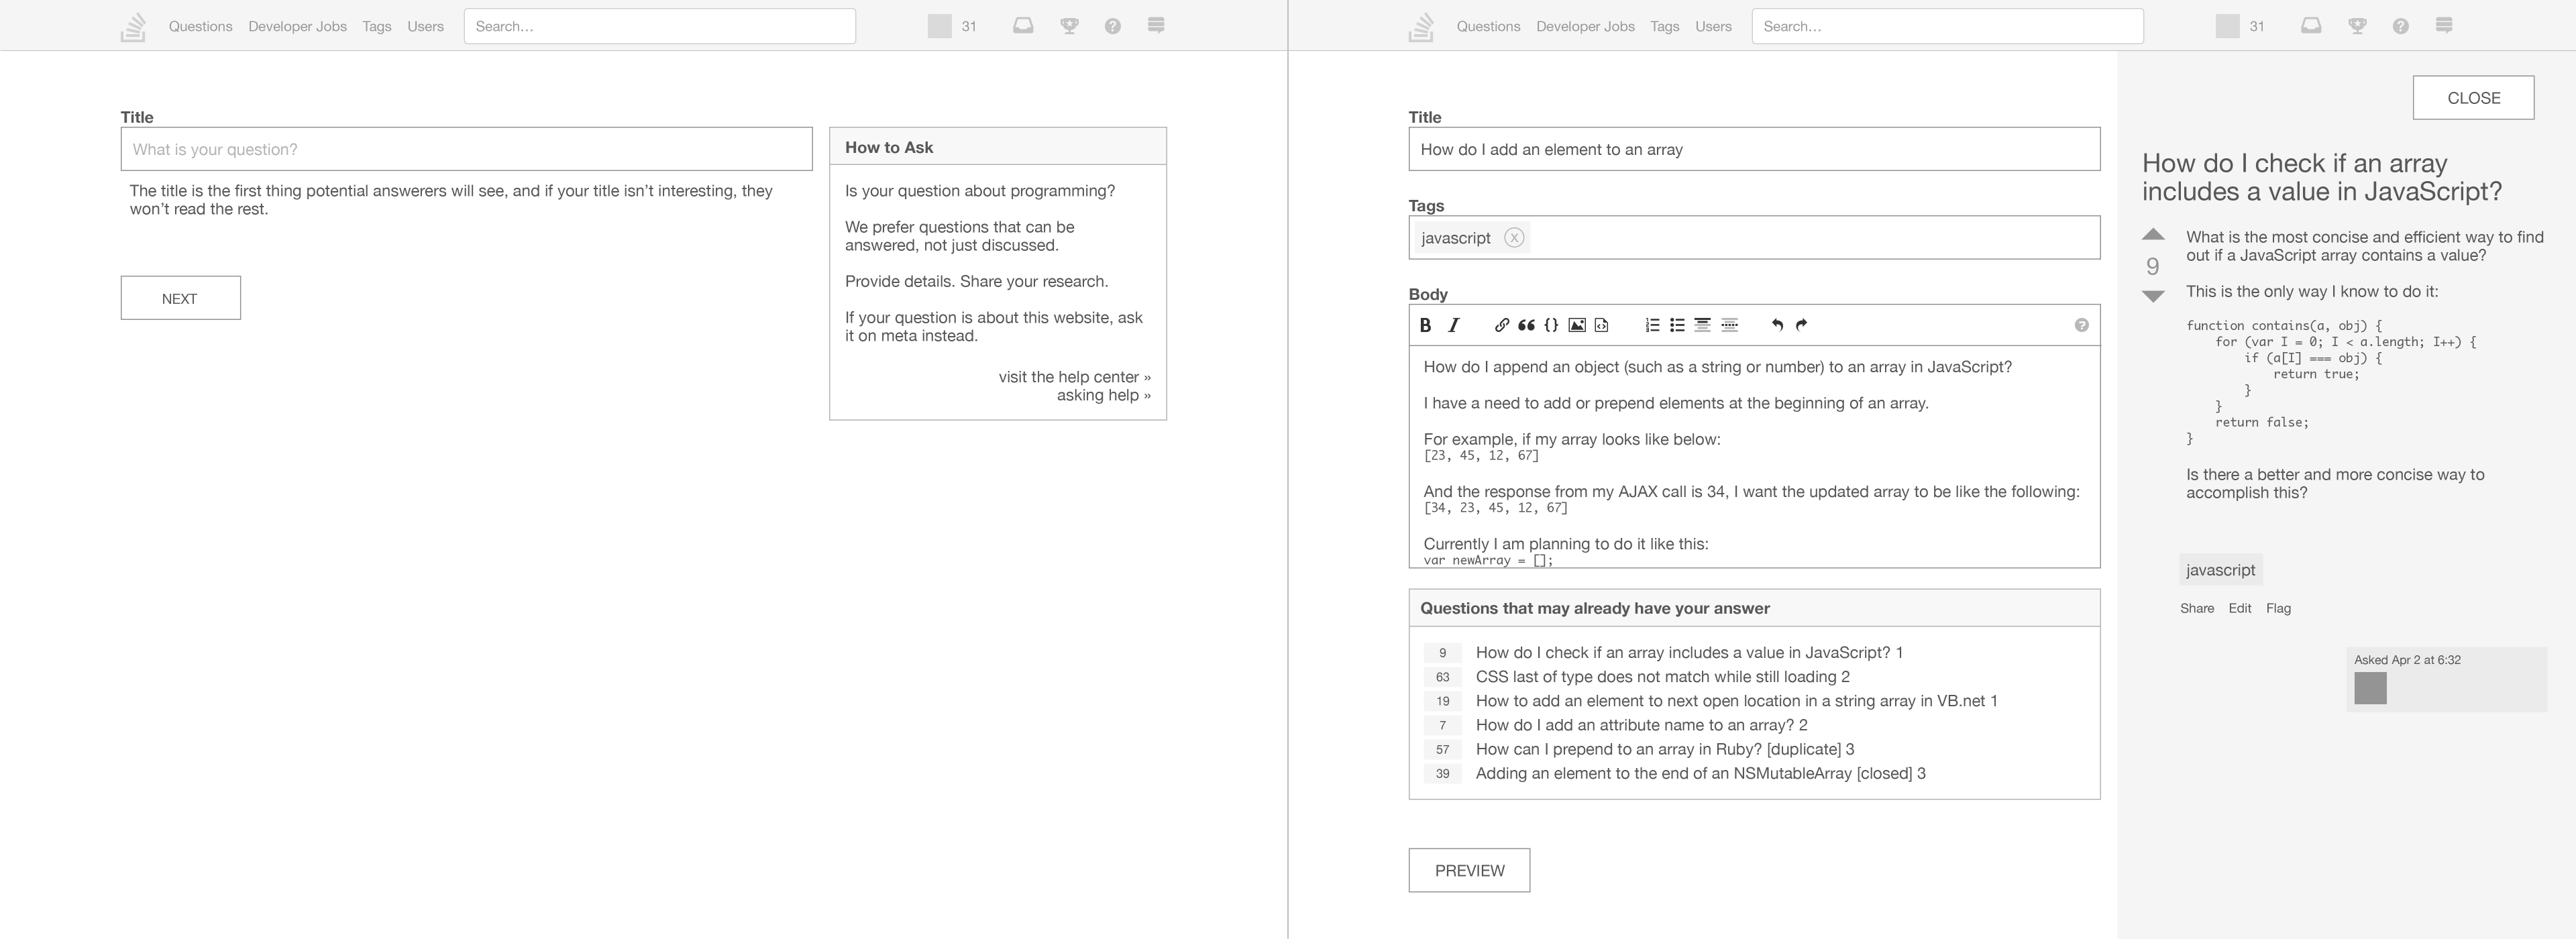 Questions Developer Jobs Tags Users Search... 31
Title
What is your question?
The title is the first thing potential answerers will see, and if your title isn’t interesting, they
won’t read the rest.
NEXT
How to Ask
Is your question about programming?
We prefer questions that can be
answered, not just discussed.
Provide details. Share your research.
If your question is about this website, ask
it on meta instead.
visit the help center »
asking help »
Questions Developer Jobs Tags Users Search... 31
Title
How do I add an element to an array
Tags
javascript X
Body
B I {} ?
How do I append an object (such as a string or number) to an array in JavaScript?
I have a need to add or prepend elements at the beginning of an array.
For example, if my array looks like below:
[23, 45, 12, 67]
And the response from my AJAX call is 34, I want the updated array to be like the following:
[34, 23, 45, 12, 67]
Currently I am planning to do it like this:
var newArray = [];
Questions that may already have your answer
9 How do I check if an array includes a value in JavaScript? 1
63 CSS last of type does not match while still loading 2
19 How to add an element to next open location in a string array in VB.net 1
7 How do I add an attribute name to an array? 2
57 How can I prepend to an array in Ruby? [duplicate] 3
39 Adding an element to the end of an NSMutableArray [closed] 3
PREVIEW
CLOSE
How do I check if an array
includes a value in JavaScript?
9
What is the most concise and efficient way to find
out if a JavaScript array contains a value?
This is the only way I know to do it:
function contains(a, obj) {
for (var I = 0; I < a.length; I++) {
if (a[I] === obj) {
return true;
}
}
return false;
}
Is there a better and more concise way to
accomplish this?
javascript
Share Edit Flag
Asked Apr 2 at 6:32